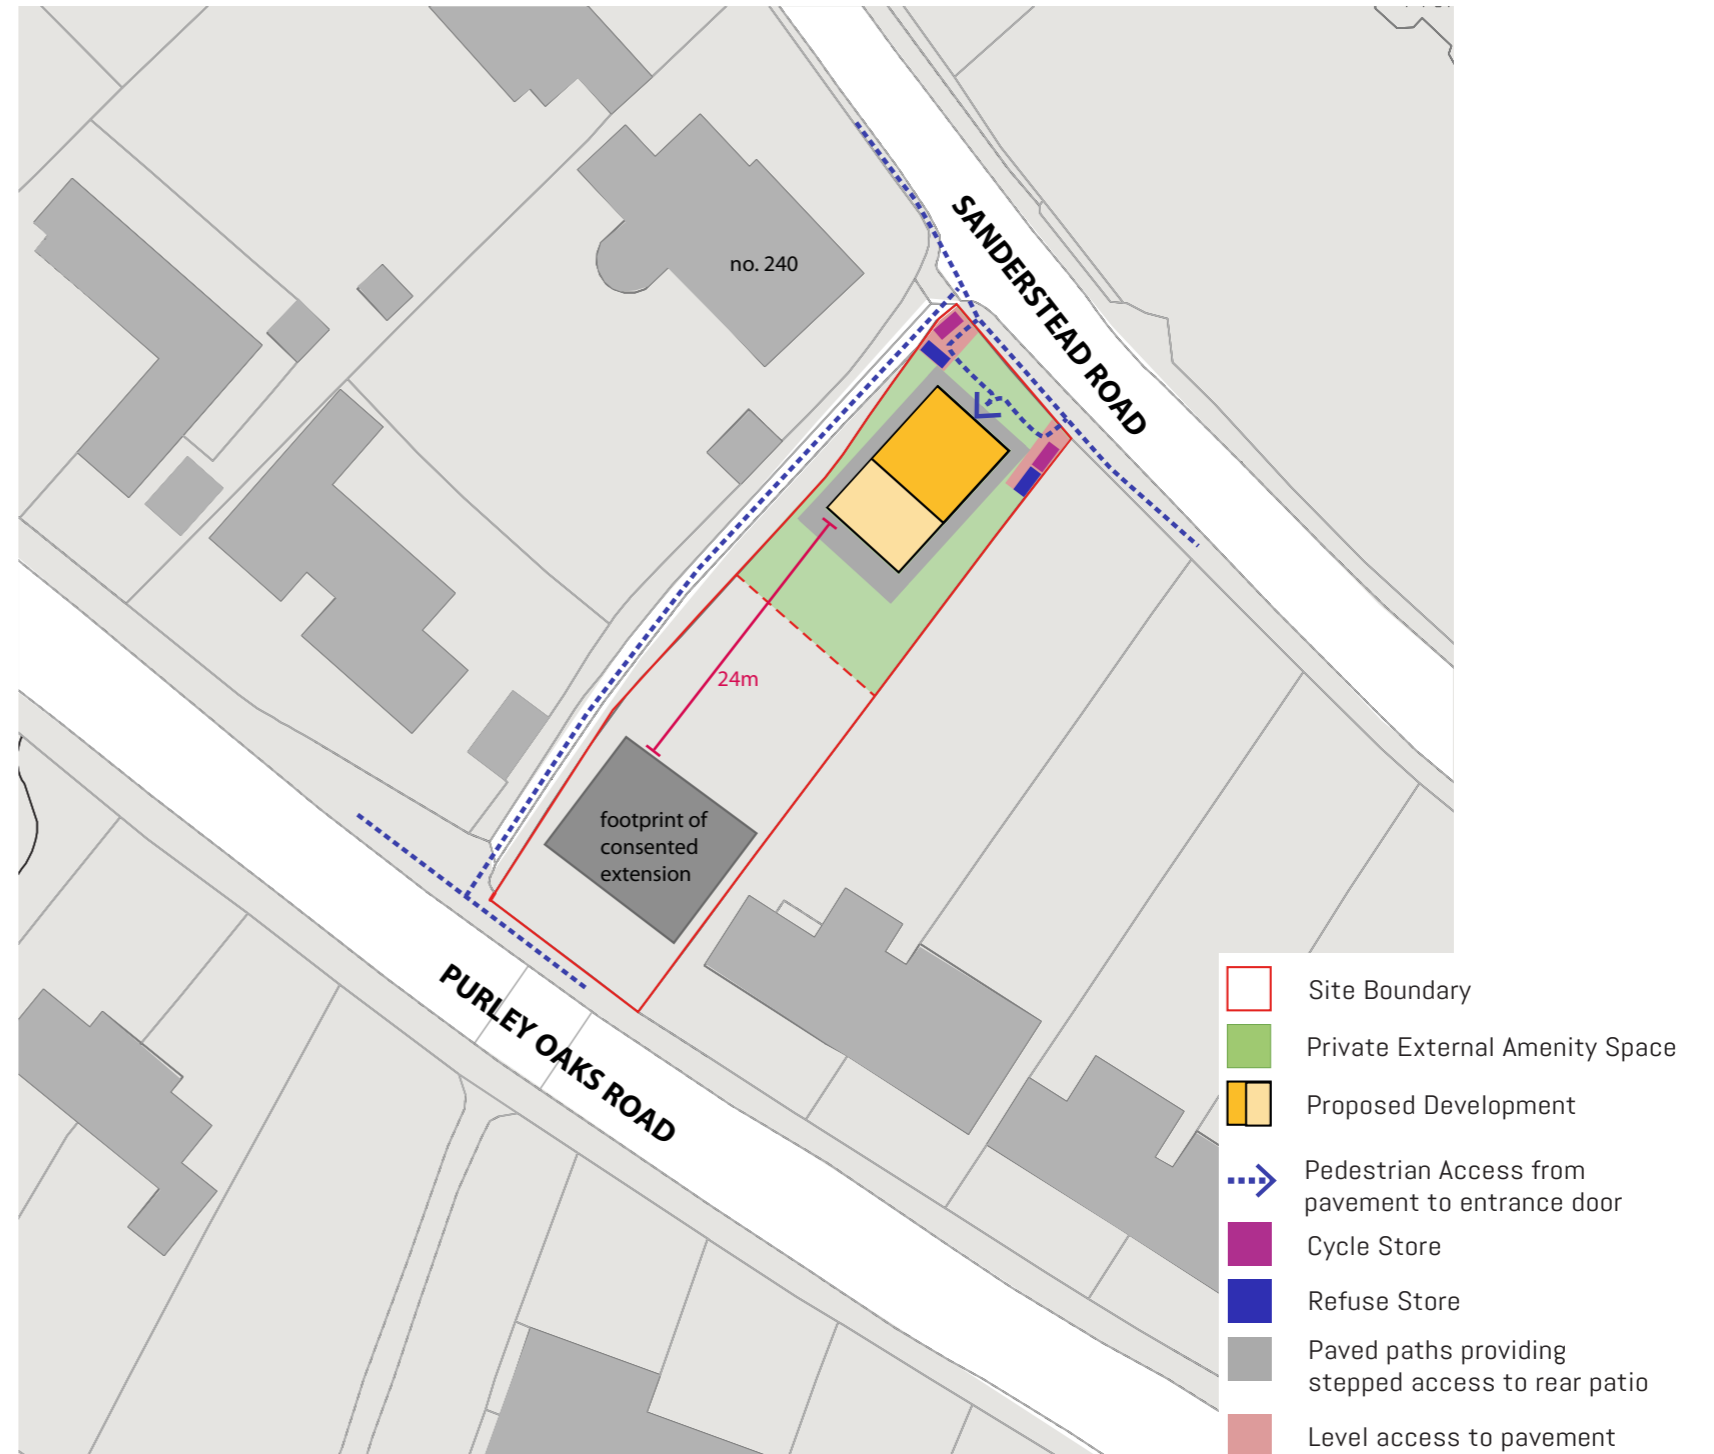 no. 240
SANDERSTEAD ROAD
24m
footprint of
consented
extension
PURLEY OAKS ROAD
Site Boundary
Private External Amenity Space
Proposed Development
Pedestrian Access from
pavement to entrance door
Cycle Store
Refuse Store
Paved paths providing
stepped access to rear patio
Level access to pavement